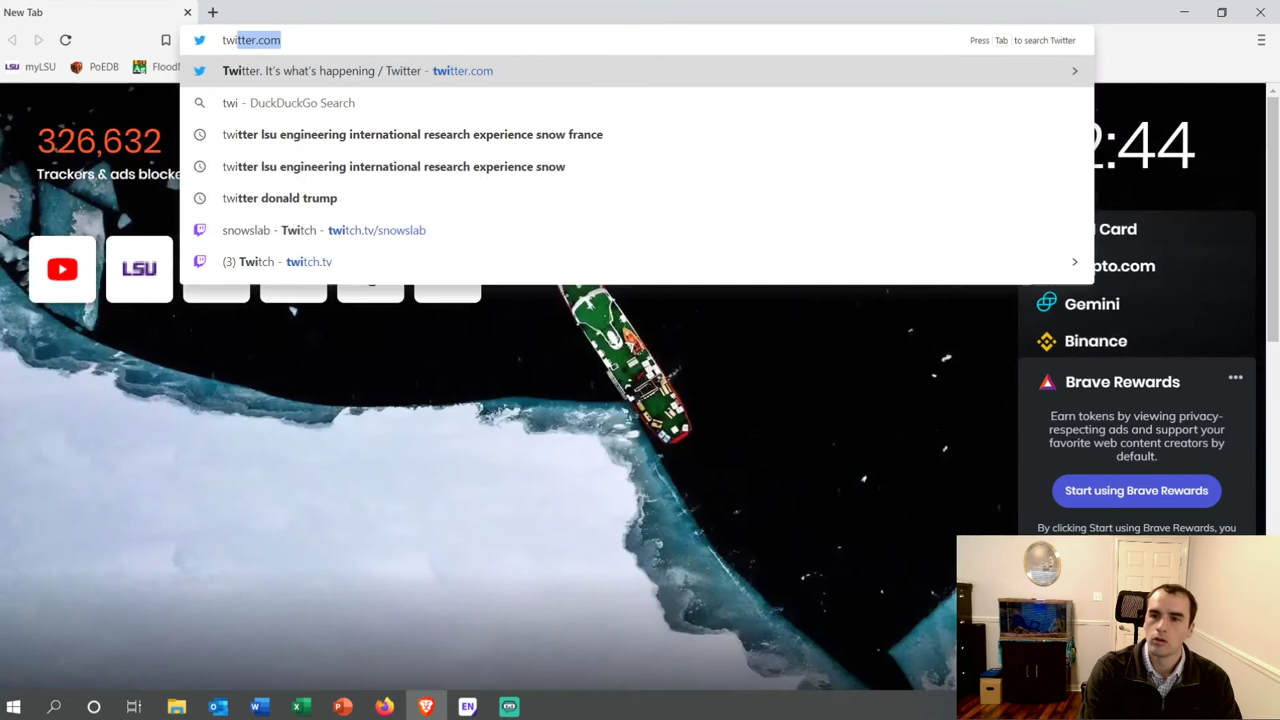 New Tab
twitter.com
Press Tab to search Twitter
myLSU
PoEDB
Twitter. It's what's happening / Twitter - twitter.com
twi - DuckDuckGo Search
twitter lsu engineering international research experience snow france
twitter lsu engineering international research experience snow
twitter donald trump
snowslab - Twitch - twitch.tv/snowslab
(3) Twitch - twitch.tv
326,632
Trackers & ads blocke
:44
LSU
Card
pto.com
Gemini
Binance
Brave Rewards
Earn tokens by viewing privacy-
respecting ads and support your
favorite web content creators by
default.
Start using Brave Rewards
By clicking Start using Brave Rewards, you
EN